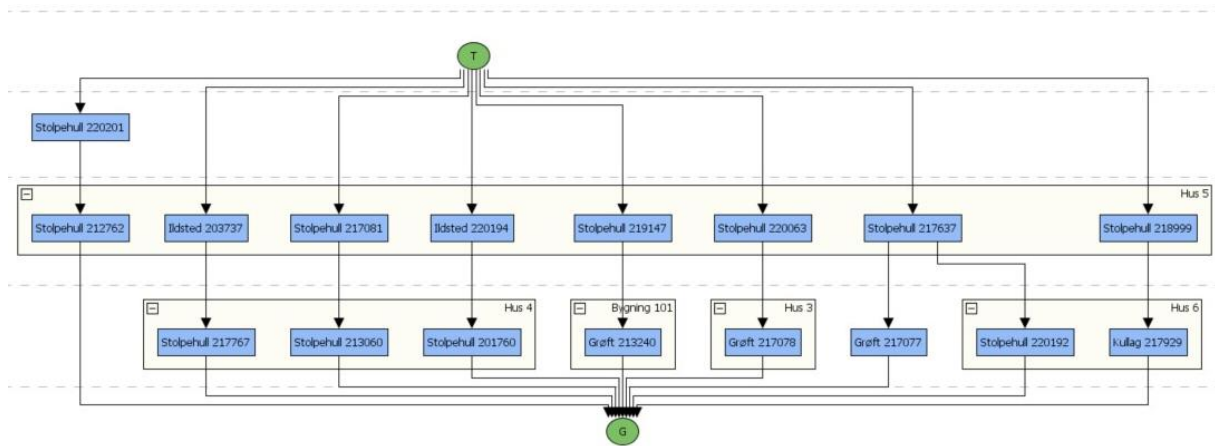 T
Stolpehull 220201
Hus 5
Stolpehull 212762
Ildsted 203737
Stolpehull 217081
Ildsted 220194
Stolpehull 219147
Stolpehull 220063
Stolpehull 217637
Stolpehull 218999
Hus 4
Bygning 101
Hus 3
Hus 6
Stolpehull 217767
Stolpehull 213060
Stolpehull 201760
Grøft 213240
Grøft 217078
Grøft 217077
Stolpehull 220192
Kullag 217929
G